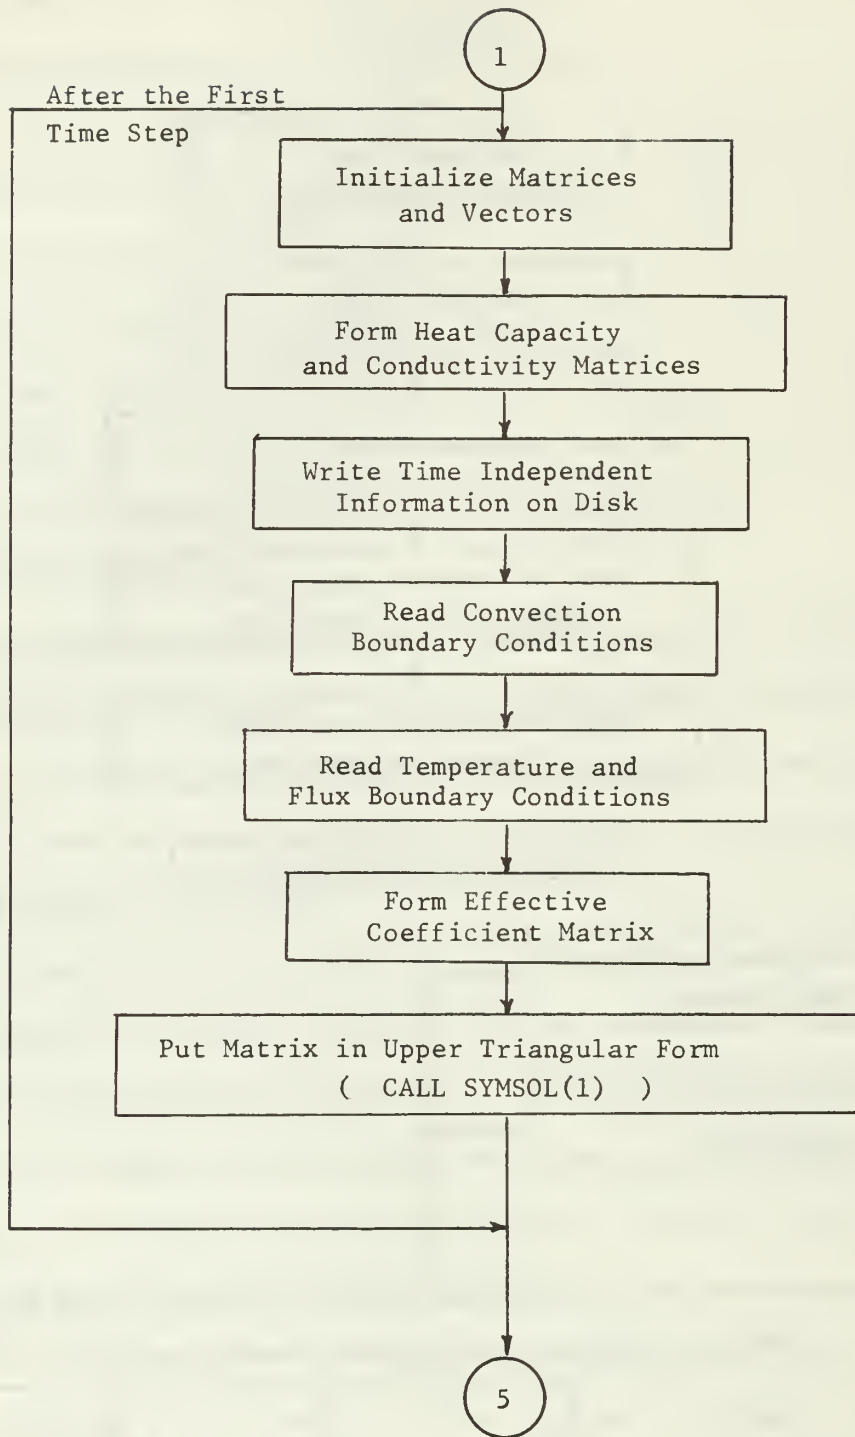 1
After the First
Time Step
Initialize Matrices
and Vectors
Form Heat Capacity
and Conductivity Matrices
Write Time Independent
Information on Disk
Read Convection
Boundary Conditions
Read Temperature and
Flux Boundary Conditions
Form Effective
Coefficient Matrix
Put Matrix in Upper Triangular Form
( CALL SYMSOL(1) )
5